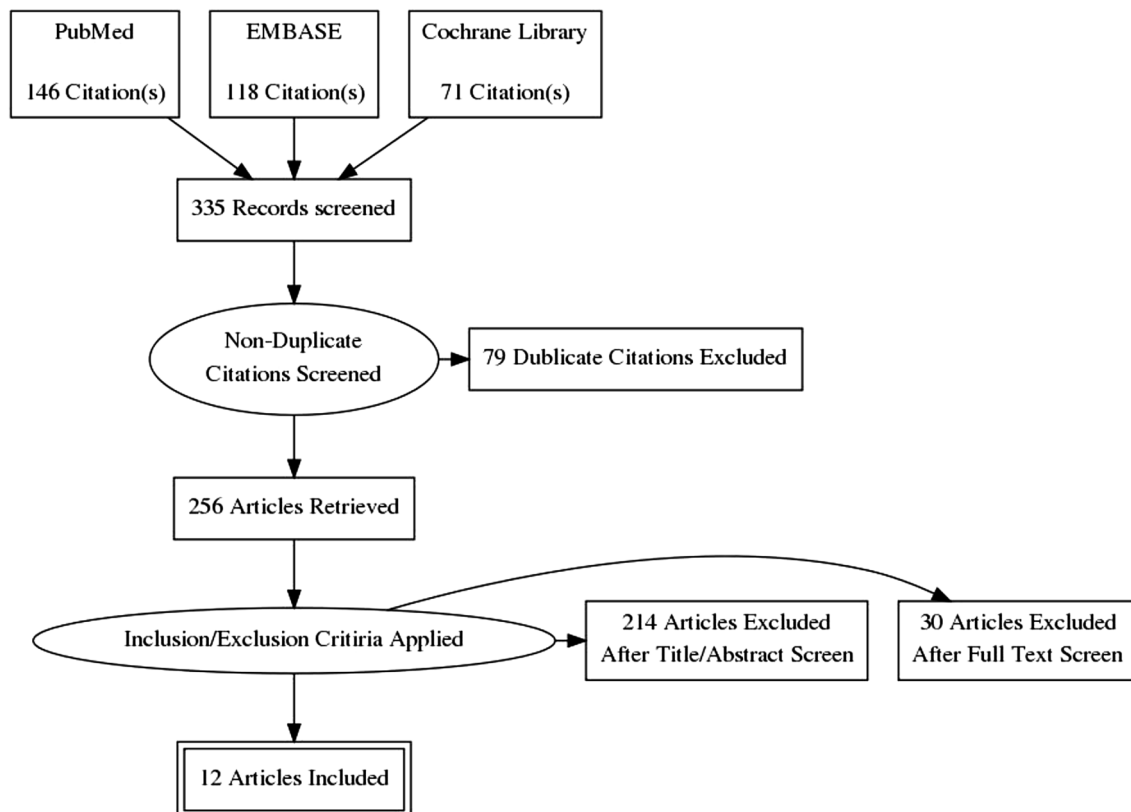 PubMed
146 Citation(s)
EMBASE
118 Citation(s)
Cochrane Library
71 Citation(s)
335 Records screened
Non-Duplicate
Citations Screened
79 Dublicate Citations Excluded
256 Articles Retrieved
Inclusion/Exclusion Critiria Applied
214 Articles Excluded
After Title/Abstract Screen
30 Articles Excluded
After Full Text Screen
12 Articles Included